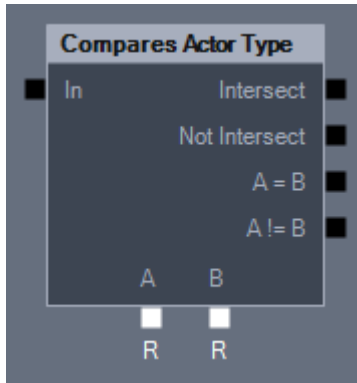 Compares Actor Type
In Intersect
Not Intersect
A = B
A != B
A B
R R